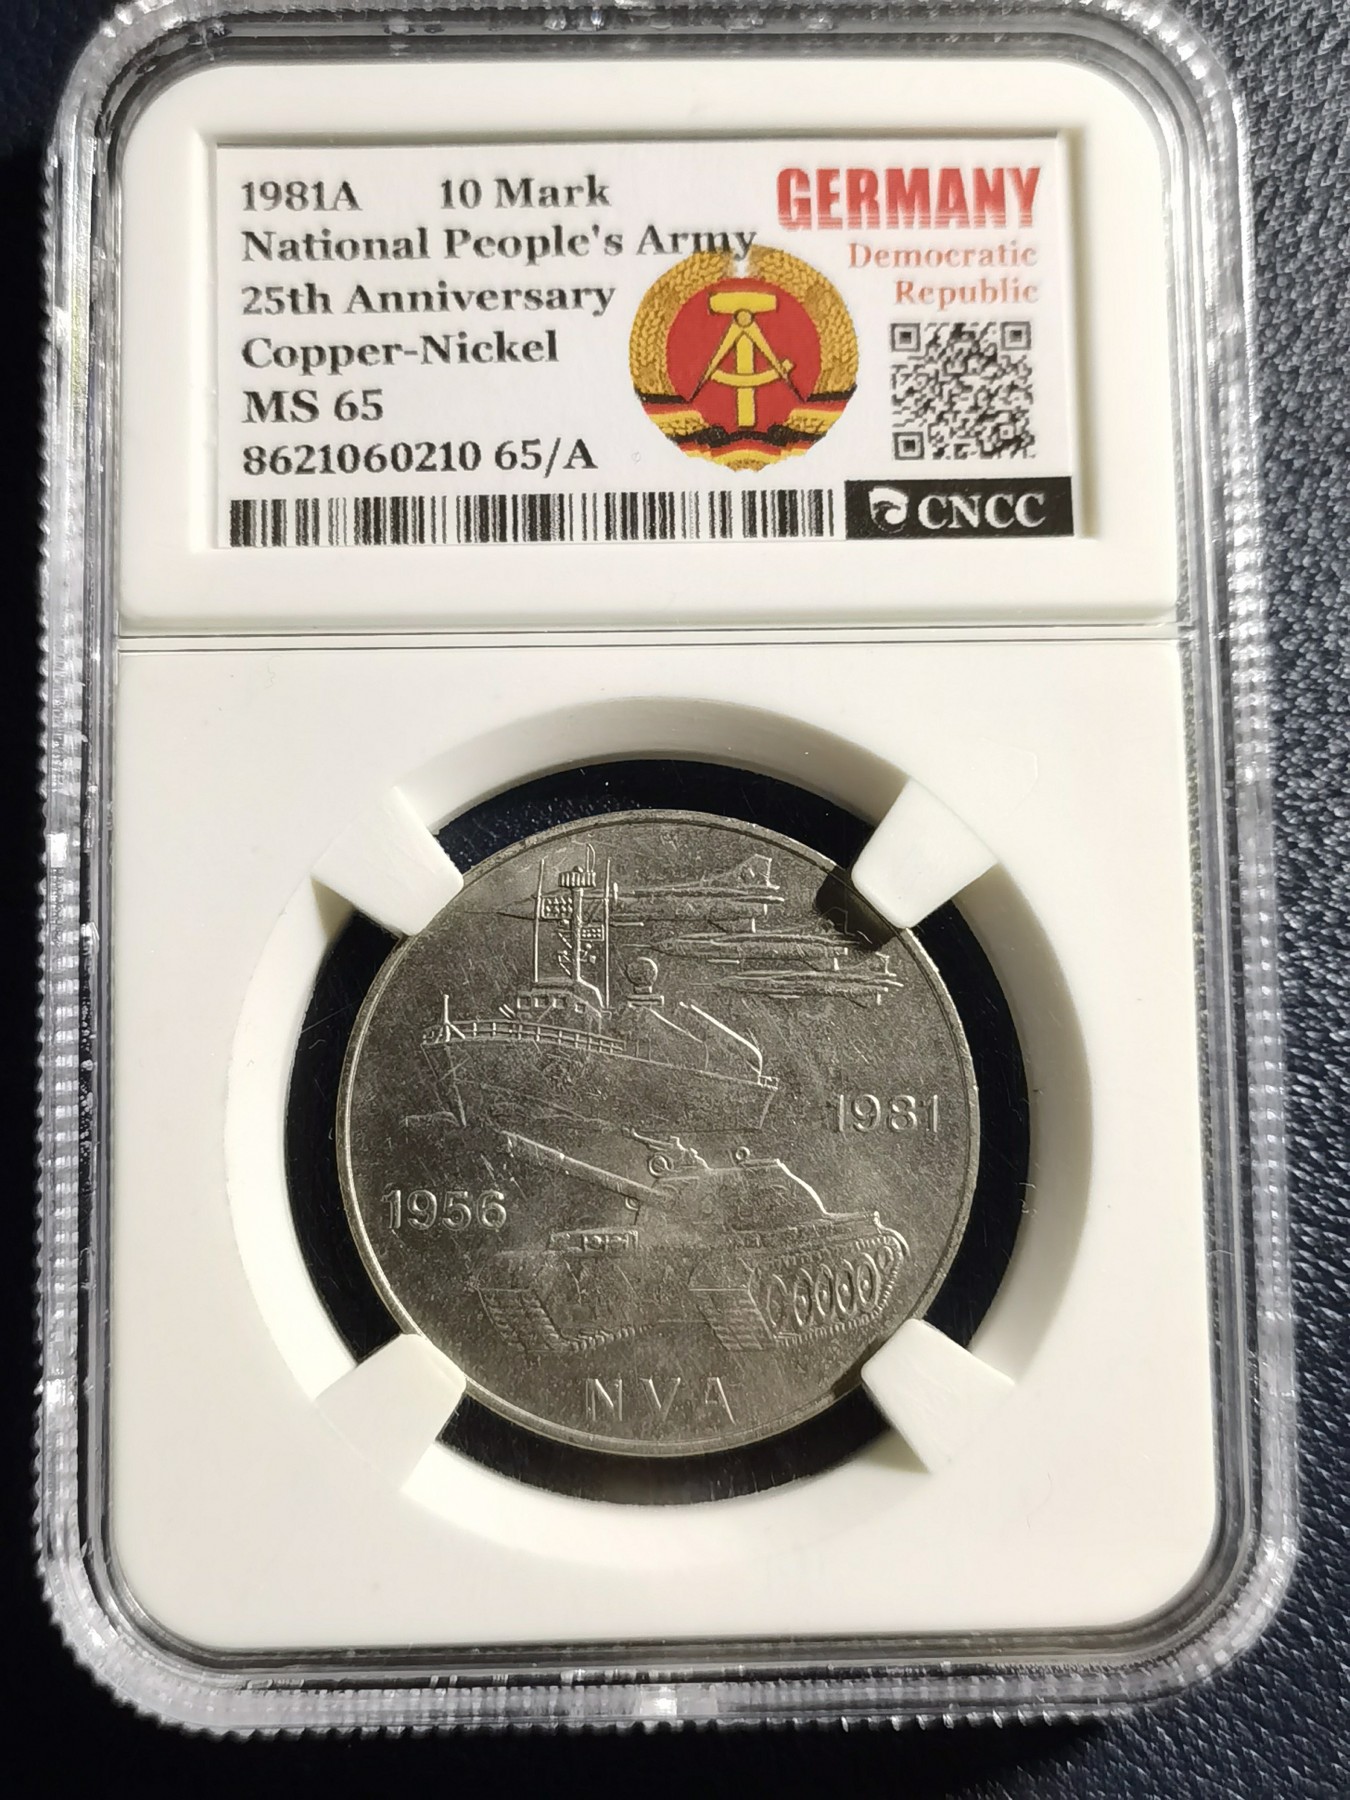 1981A 10 Mark
National People's Army
25th Anniversary
Copper-Nickel
MS 65
8621060210 65/A
GERMANY
Democratic
Republic
CNCC
1981
1956
NVA